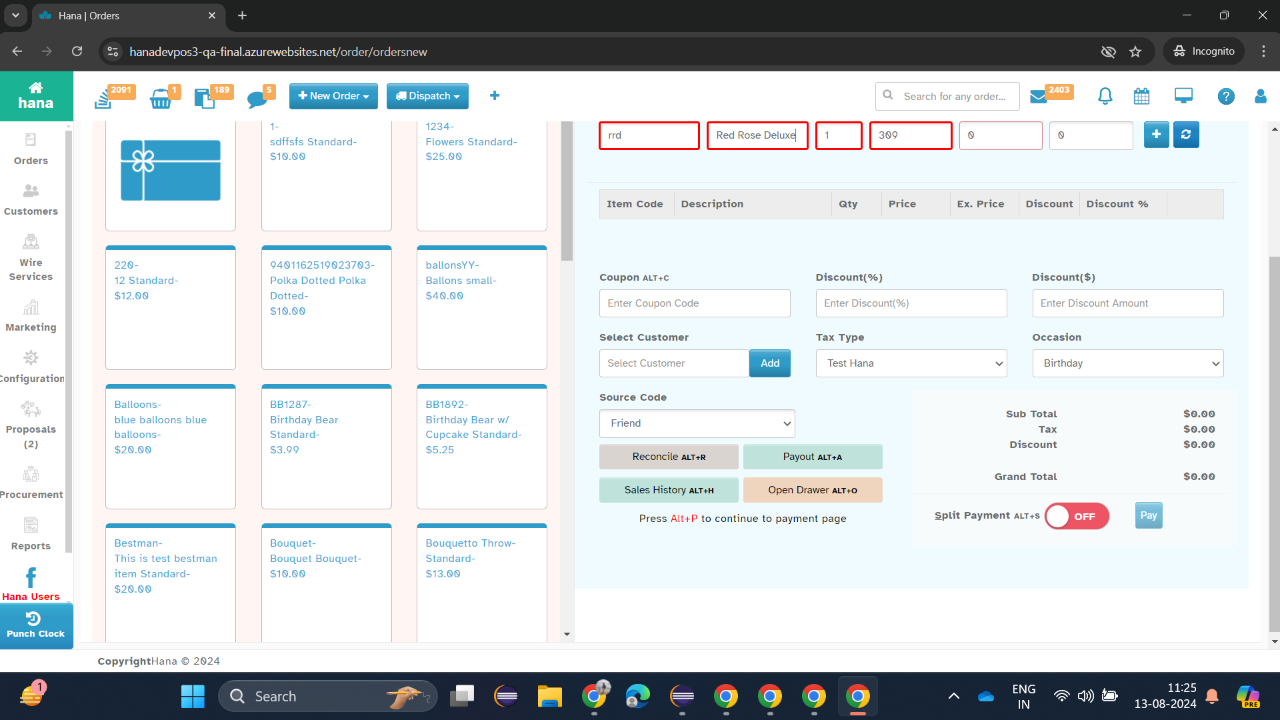 Hana | Orders
hanadevpos3-qa-final.azurewebsites.net/order/ordersnew
Incognito
hana
2091
1
189
5
New Order
Dispatch
Search for any order...
2403
Orders
Customers
Wire
Services
Marketing
Configuration
Proposals
(2)
Procurement
Reports
Hana Users
Punch Clock
1-
sdffsfs Standard-
$10.00
1234-
Flowers Standard-
$25.00
220-
12 Standard-
$12.00
9401162519023703-
Polka Dotted Polka
Dotted-
$10.00
ballonsYY-
Ballons small-
$40.00
Balloons-
blue balloons blue
balloons-
$20.00
BB1287-
Birthday Bear
Standard-
$3.99
BB1892-
Birthday Bear w/
Cupcake Standard-
$5.25
Bestman-
This is test bestman
item Standard-
$20.00
Bouquet-
Bouquet Bouquet-
$10.00
Bouquetto Throw-
Standard-
$13.00
rrd
Red Rose Deluxe
1
309
0
0
Item Code Description Qty Price Ex. Price Discount Discount %
Coupon ALT+C
Enter Coupon Code
Discount(%)
Enter Discount(%)
Discount($)
Enter Discount Amount
Select Customer
Select Customer
Add
Tax Type
Test Hana
Occasion
Birthday
Source Code
Friend
Reconcile ALT+R
Payout ALT+A
Sales History ALT+H
Open Drawer ALT+O
Press Alt+P to continue to payment page
Sub Total $0.00
Tax $0.00
Discount $0.00
Grand Total $0.00
Split Payment ALT+S
OFF
Pay
CopyrightHana © 2024
1
Search
ENG
IN
11:25
13-08-2024
PRE